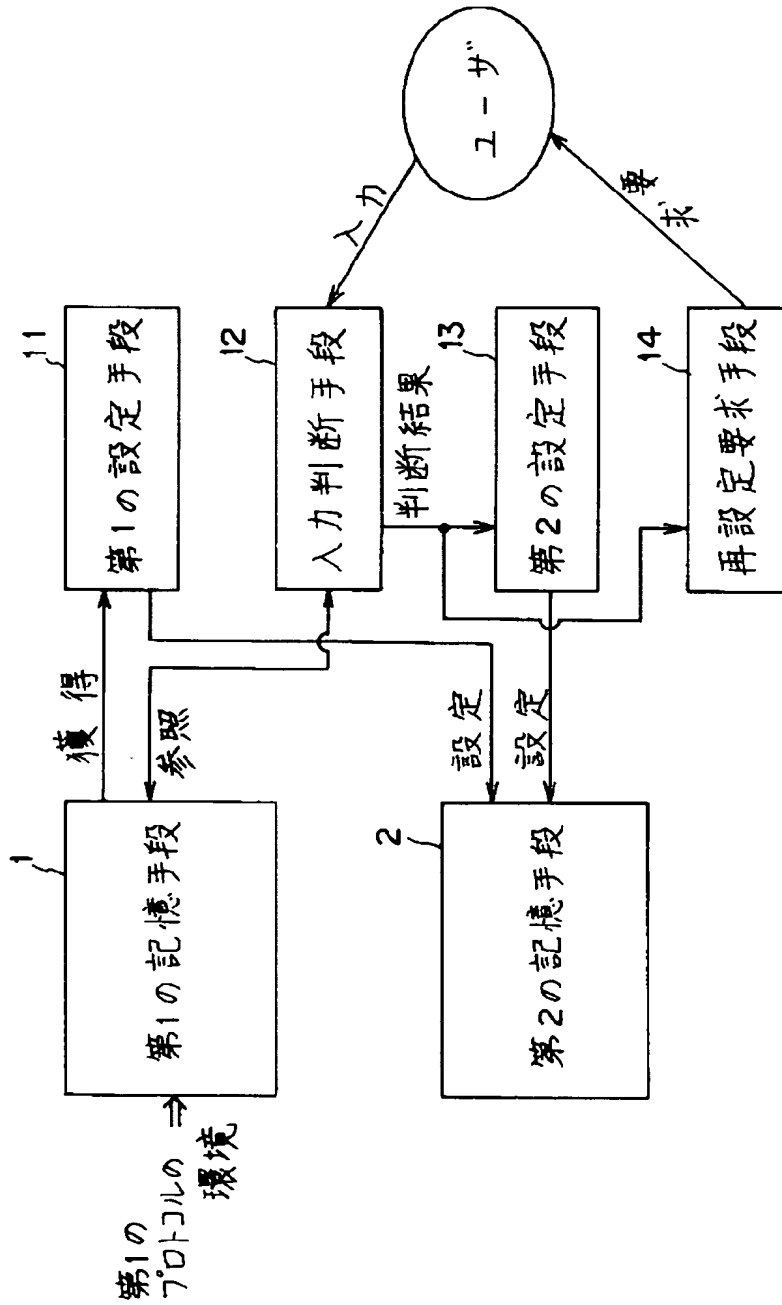 第1の
プロトコルの
環境
⇒
1
第1の記憶手段
獲得
参照
11
第1の設定手段
12
入力判断手段
入力
ユーザ
判断結果
2
第2の記憶手段
設定
設定
13
第2の設定手段
14
再設定要求手段
要求